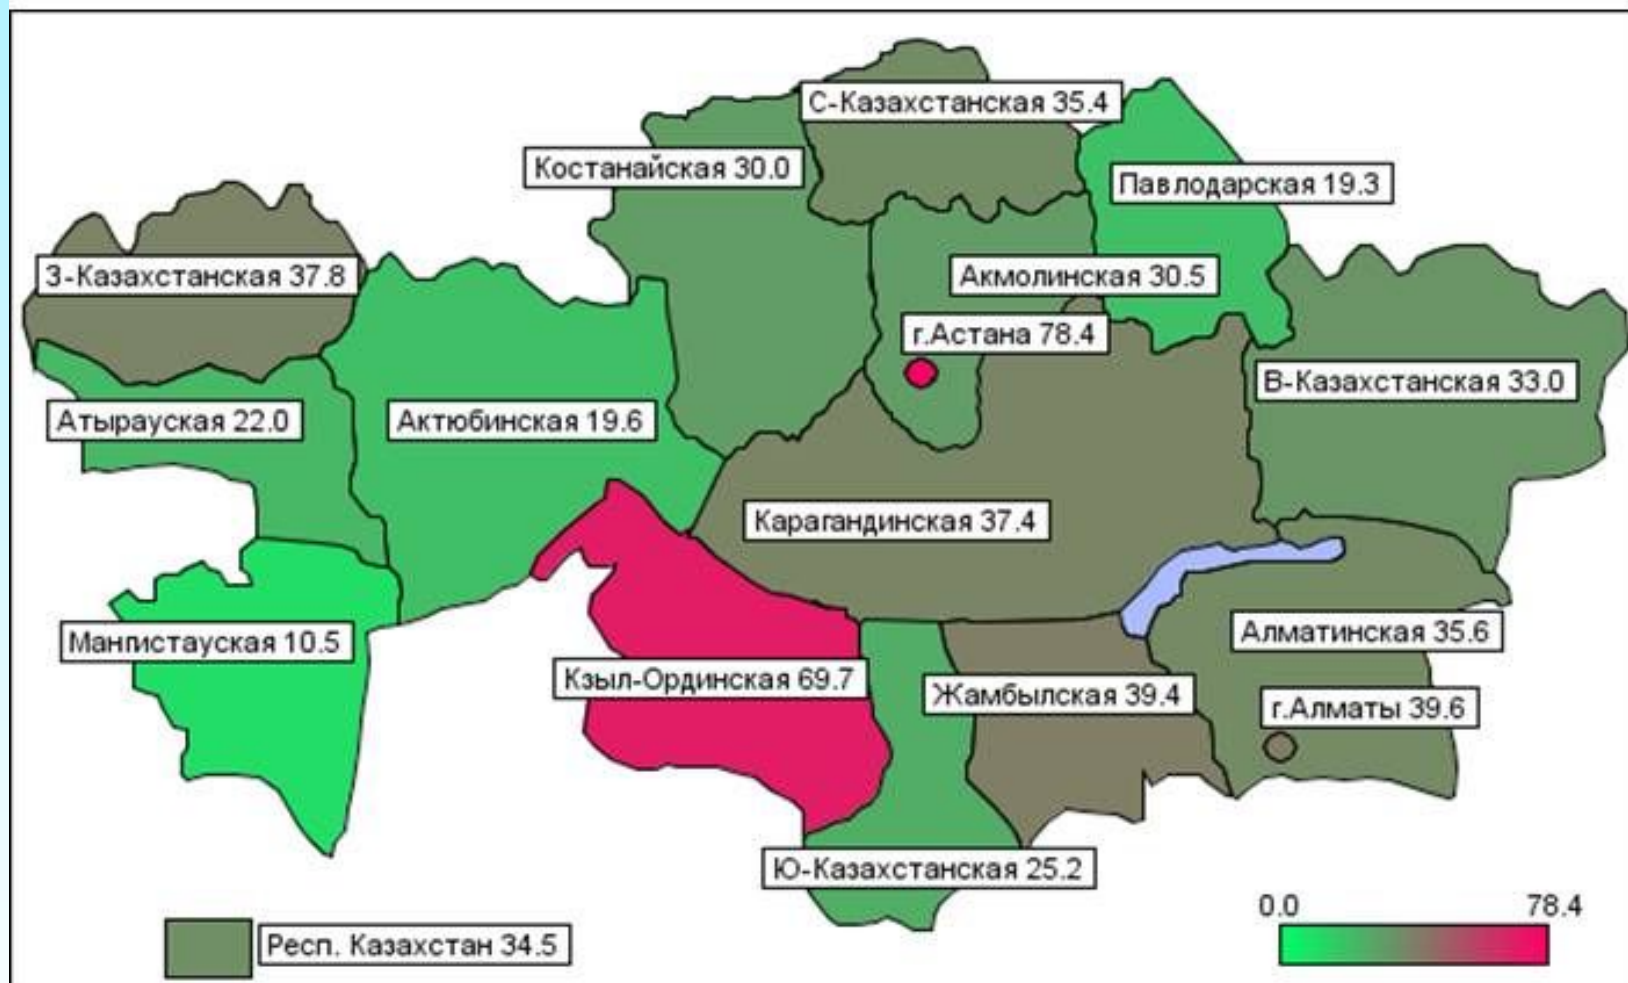 С-Казахстанская 35.4
Костанайская 30.0
Павлодарская 19.3
З-Казахстанская 37.8
Акмолинская 30.5
г.Астана 78.4
В-Казахстанская 33.0
Атырауская 22.0
Актюбинская 19.6
Карагандинская 37.4
Мангистауская 10.5
Алматинская 35.6
Кзыл-Ординская 69.7
Жамбылская 39.4
г.Алматы 39.6
Ю-Казахстанская 25.2
0.0 78.4
Респ. Казахстан 34.5